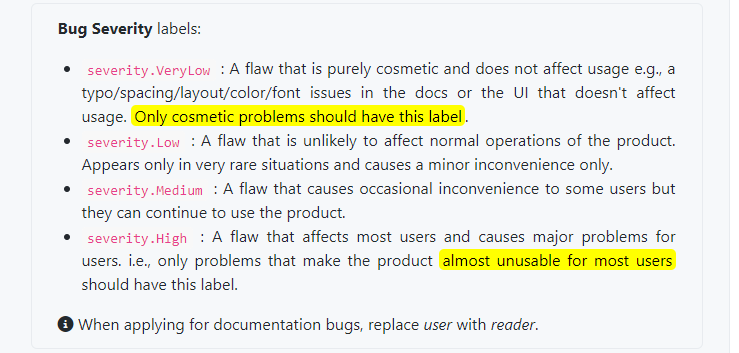 Bug Severity labels:
severity.VeryLow : A flaw that is purely cosmetic and does not affect usage e.g., a
typo/spacing/layout/color/font issues in the docs or the UI that doesn't affect
usage. Only cosmetic problems should have this label.
severity.Low : A flaw that is unlikely to affect normal operations of the product.
Appears only in very rare situations and causes a minor inconvenience only.
severity.Medium : A flaw that causes occasional inconvenience to some users but
they can continue to use the product.
severity.High : A flaw that affects most users and causes major problems for
users. i.e., only problems that make the product almost unusable for most users
should have this label.
When applying for documentation bugs, replace user with reader.